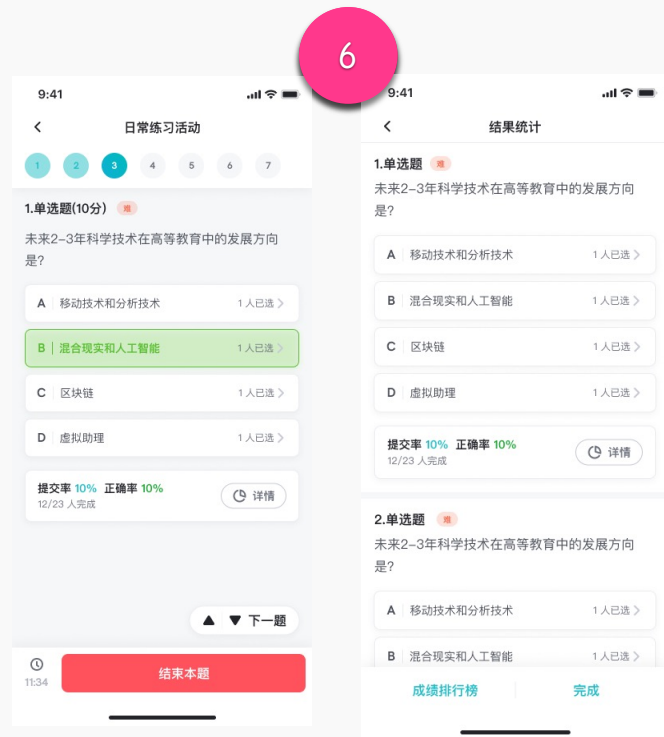 6
9:41
日常练习活动
1 2 3 4 5 6 7
1.单选题(10分) 难
未来2-3年科学技术在高等教育中的发展方向
是?
A 移动技术和分析技术 1人已选
B 混合现实和人工智能 1人已选
C 区块链 1人已选
D 虚拟助理 1人已选
提交率 10% 正确率 10%
12/23 人完成
详情
下一题
11:34
结束本题
9:41
结果统计
1.单选题 难
未来2-3年科学技术在高等教育中的发展方向
是?
A 移动技术和分析技术 1人已选
B 混合现实和人工智能 1人已选
C 区块链 1人已选
D 虚拟助理 1人已选
提交率 10% 正确率 10%
12/23 人完成
详情
2.单选题 难
未来2-3年科学技术在高等教育中的发展方向
是?
A 移动技术和分析技术 1人已选
B 混合现实和人工智能 1人已选
成绩排行榜 完成